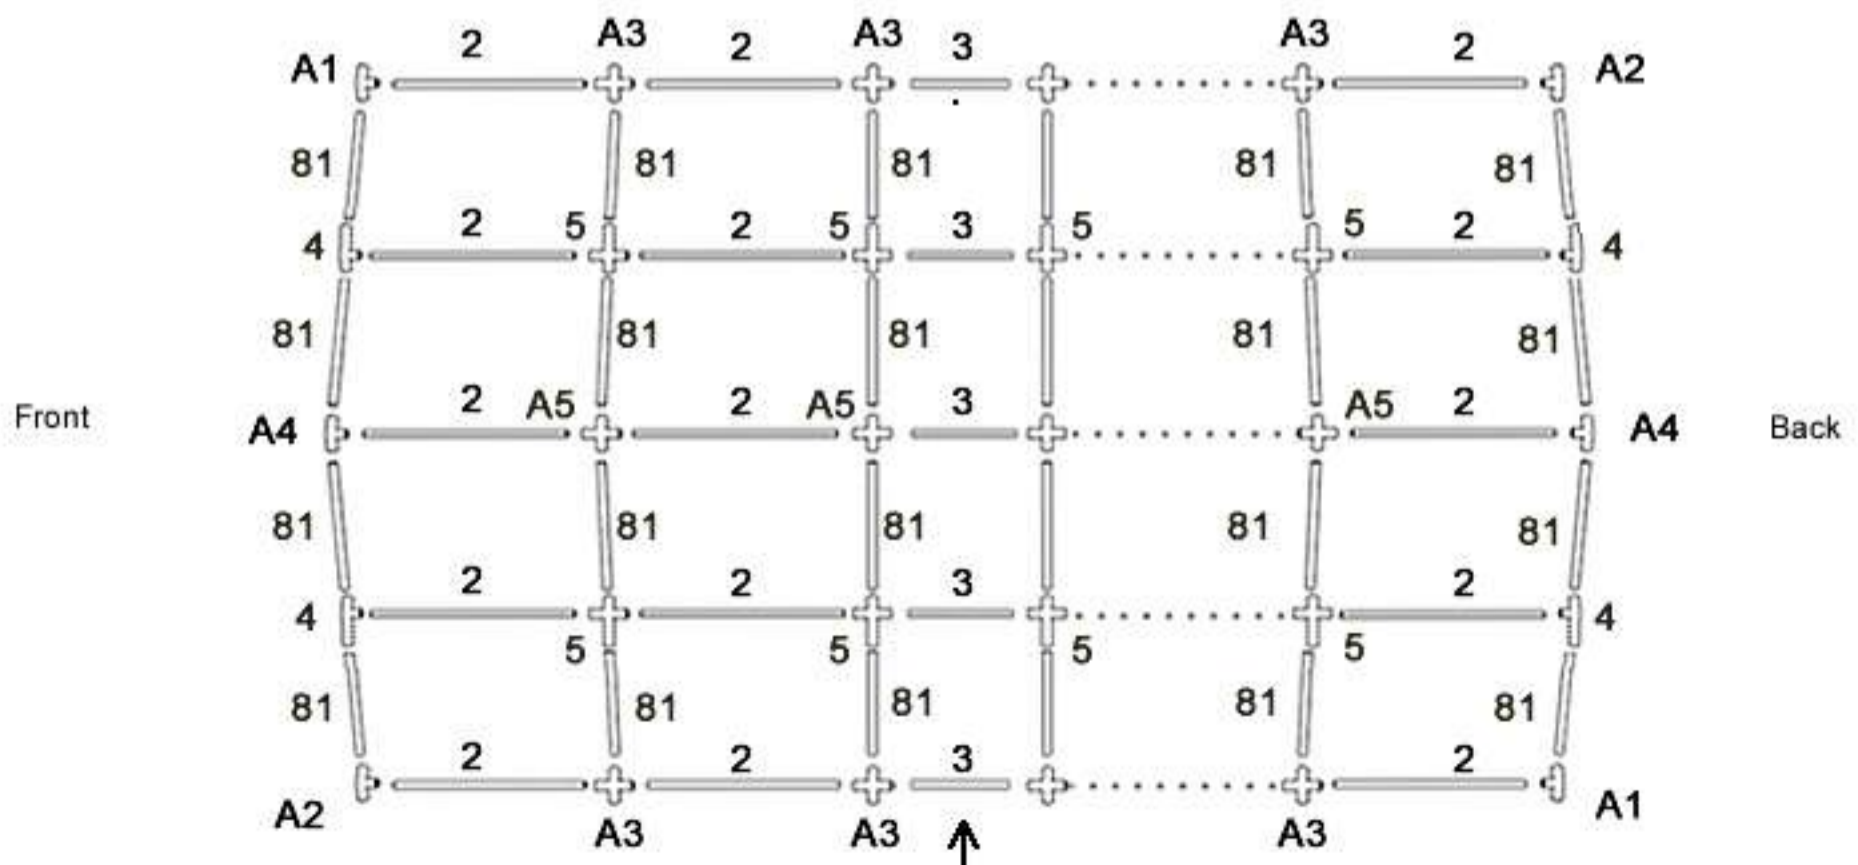 A1 2 A3 2 A3 3 A3 2 A2
81 81 81 81 81
4 2 5 2 5 3 5 5 2 4
81 81 81 81 81
Front A4 2 A5 2 A5 3 A5 2 A4 Back
81 81 81 81 81
4 2 2 3 2 4
5 5 5 5
81 81 81 81 81
2 2 3 2
A2 A3 A3 A3 A1